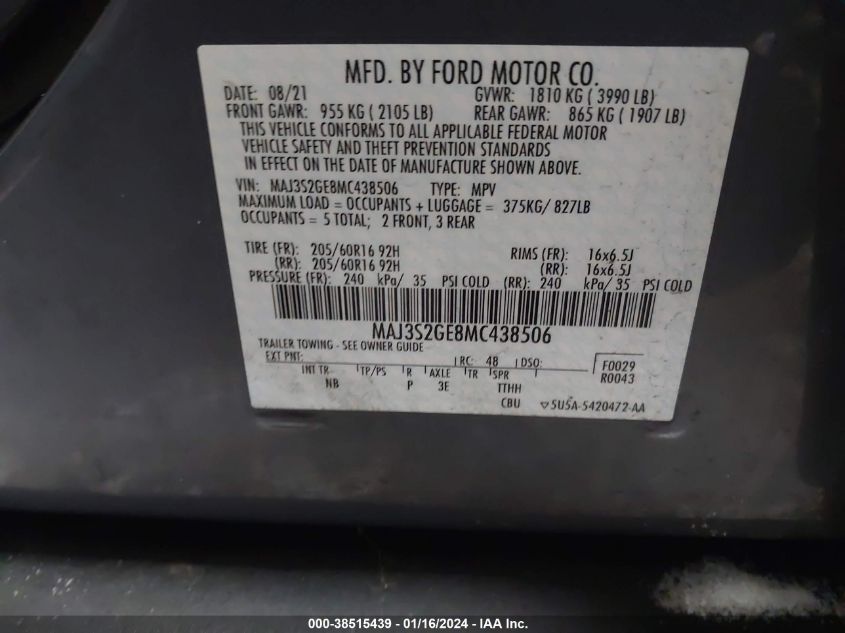 MFD. BY FORD MOTOR CO.
DATE: 08/21 GVWR: 1810 KG ( 3990 LB)
FRONT GAWR: 955 KG ( 2105 LB) REAR GAWR: 865 KG ( 1907 LB)
THIS VEHICLE CONFORMS TO ALL APPLICABLE FEDERAL MOTOR
VEHICLE SAFETY AND THEFT PREVENTION STANDARDS
IN EFFECT ON THE DATE OF MANUFACTURE SHOWN ABOVE.
VIN: MAJ3S2GE8MC438506 TYPE: MPV
MAXIMUM LOAD = OCCUPANTS + LUGGAGE = 375KG/ 827LB
OCCUPANTS = 5 TOTAL; 2 FRONT, 3 REAR
TIRE (FR): 205/60R16 92H RIMS (FR): 16x6.5J
(RR): 205/60R16 92H (RR): 16x6.5J
PRESSURE (FR): 240 kPa/ 35 PSI COLD (RR): 240 kPa/ 35 PSI COLD
MAJ3S2GE8MC438506
TRAILER TOWING - SEE OWNER GUIDE
EXT PNT: RC: 48 DSO: F0029
INT TR TP/PS R AXLE TR SPR R0043
NB P 3E TTHH
CBU ▽5U5A-5420472-AA
000-38515439 - 01/16/2024 - IAA Inc.